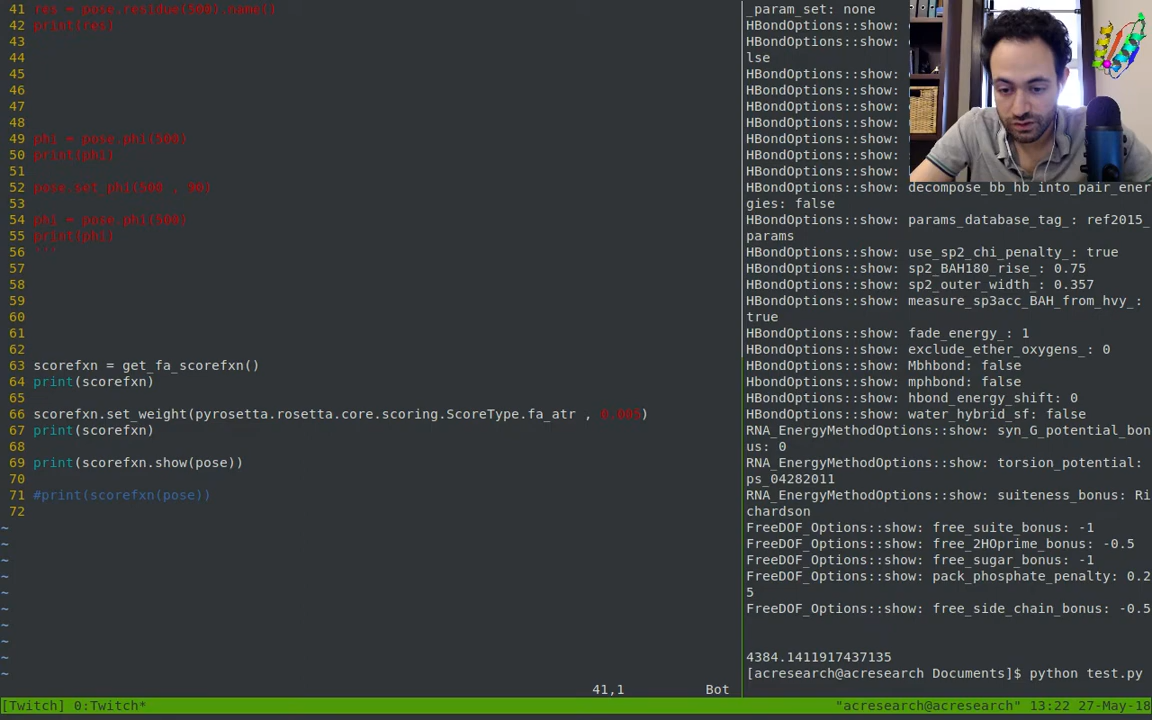 41 res = pose.residue(500).name()
42 print(res)
43
44
45
46
47
48
49 phi = pose.phi(500)
50 print(phi)
51
52 pose.set_phi(500 , 90)
53
54 phi = pose.phi(500)
55 print(phi)
56 '''
57
58
59
60
61
62
63 scorefxn = get_fa_scorefxn()
64 print(scorefxn)
65
66 scorefxn.set_weight(pyrosetta.rosetta.core.scoring.ScoreType.fa_atr , 0.005)
67 print(scorefxn)
68
69 print(scorefxn.show(pose))
70
71 #print(scorefxn(pose))
72
~
~
~
~
~
~
~
~
~
~
41,1 Bot
_param_set: none
HBondOptions::show:
HBondOptions::show:
lse
HBondOptions::show:
HBondOptions::show:
HBondOptions::show:
HBondOptions::show:
HBondOptions::show:
HBondOptions::show:
HBondOptions::show:
HBondOptions::show: decompose_bb_hb_into_pair_ener
gies: false
HBondOptions::show: params_database_tag_: ref2015_
params
HBondOptions::show: use_sp2_chi_penalty_: true
HBondOptions::show: sp2_BAH180_rise_: 0.75
HBondOptions::show: sp2_outer_width_: 0.357
HBondOptions::show: measure_sp3acc_BAH_from_hvy_:
true
HBondOptions::show: fade_energy_: 1
HBondOptions::show: exclude_ether_oxygens_: 0
HBondOptions::show: Mbhbond: false
HbondOptions::show: mphbond: false
HBondOptions::show: hbond_energy_shift: 0
HBondOptions::show: water_hybrid_sf: false
RNA_EnergyMethodOptions::show: syn_G_potential_bon
us: 0
RNA_EnergyMethodOptions::show: torsion_potential:
ps_04282011
RNA_EnergyMethodOptions::show: suiteness_bonus: Ri
chardson
FreeDOF_Options::show: free_suite_bonus: -1
FreeDOF_Options::show: free_2HOprime_bonus: -0.5
FreeDOF_Options::show: free_sugar_bonus: -1
FreeDOF_Options::show: pack_phosphate_penalty: 0.2
5
FreeDOF_Options::show: free_side_chain_bonus: -0.5
4384.1411917437135
[acresearch@acresearch Documents]$ python test.py
[Twitch] 0:Twitch* "acresearch@acresearch" 13:22 27-May-18